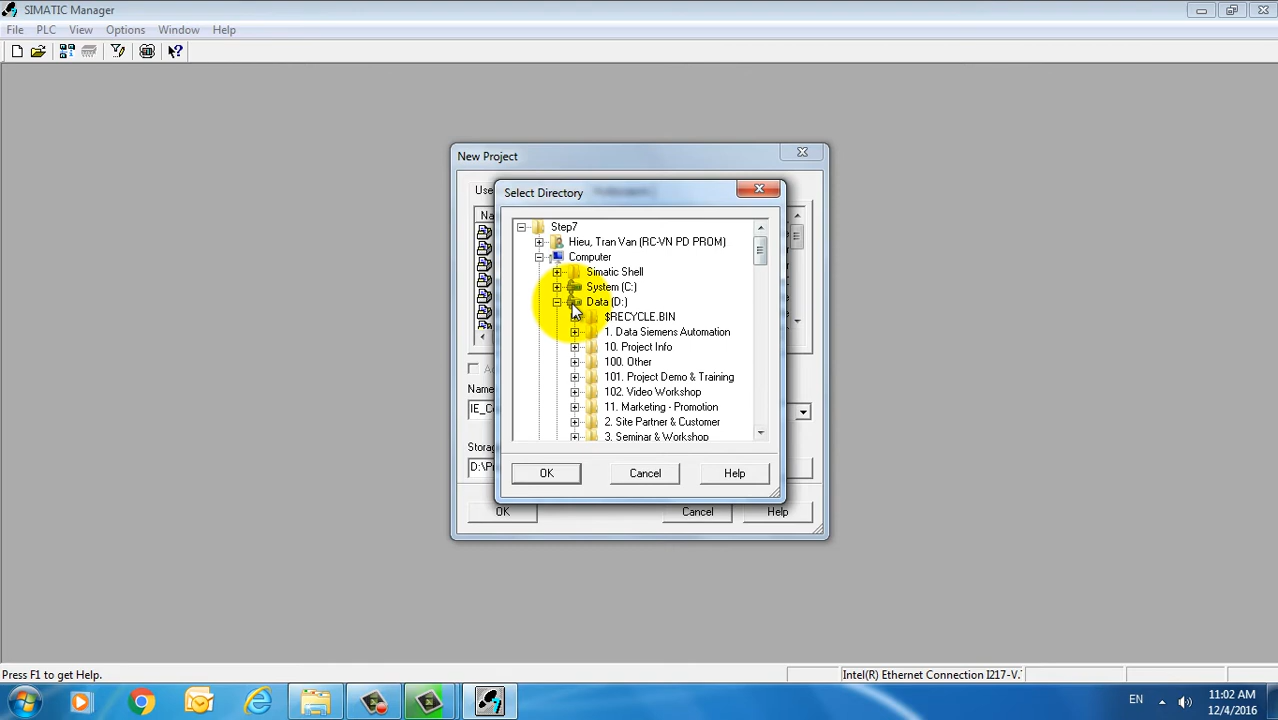 SIMATIC Manager
File PLC View Options Window Help
New Project
Select Directory
Step7
Hieu, Tran Van (RC-VN PD PROM)
Computer
Simatic Shell
System (C:)
Data (D:)
$RECYCLE.BIN
1. Data Siemens Automation
10. Project Info
100. Other
101. Project Demo & Training
102. Video Workshop
11. Marketing - Promotion
2. Site Partner & Customer
3. Seminar & Workshop
OK Cancel Help
OK Cancel Help
Press F1 to get Help.
Intel(R) Ethernet Connection I217-V.
EN
11:02 AM
12/4/2016